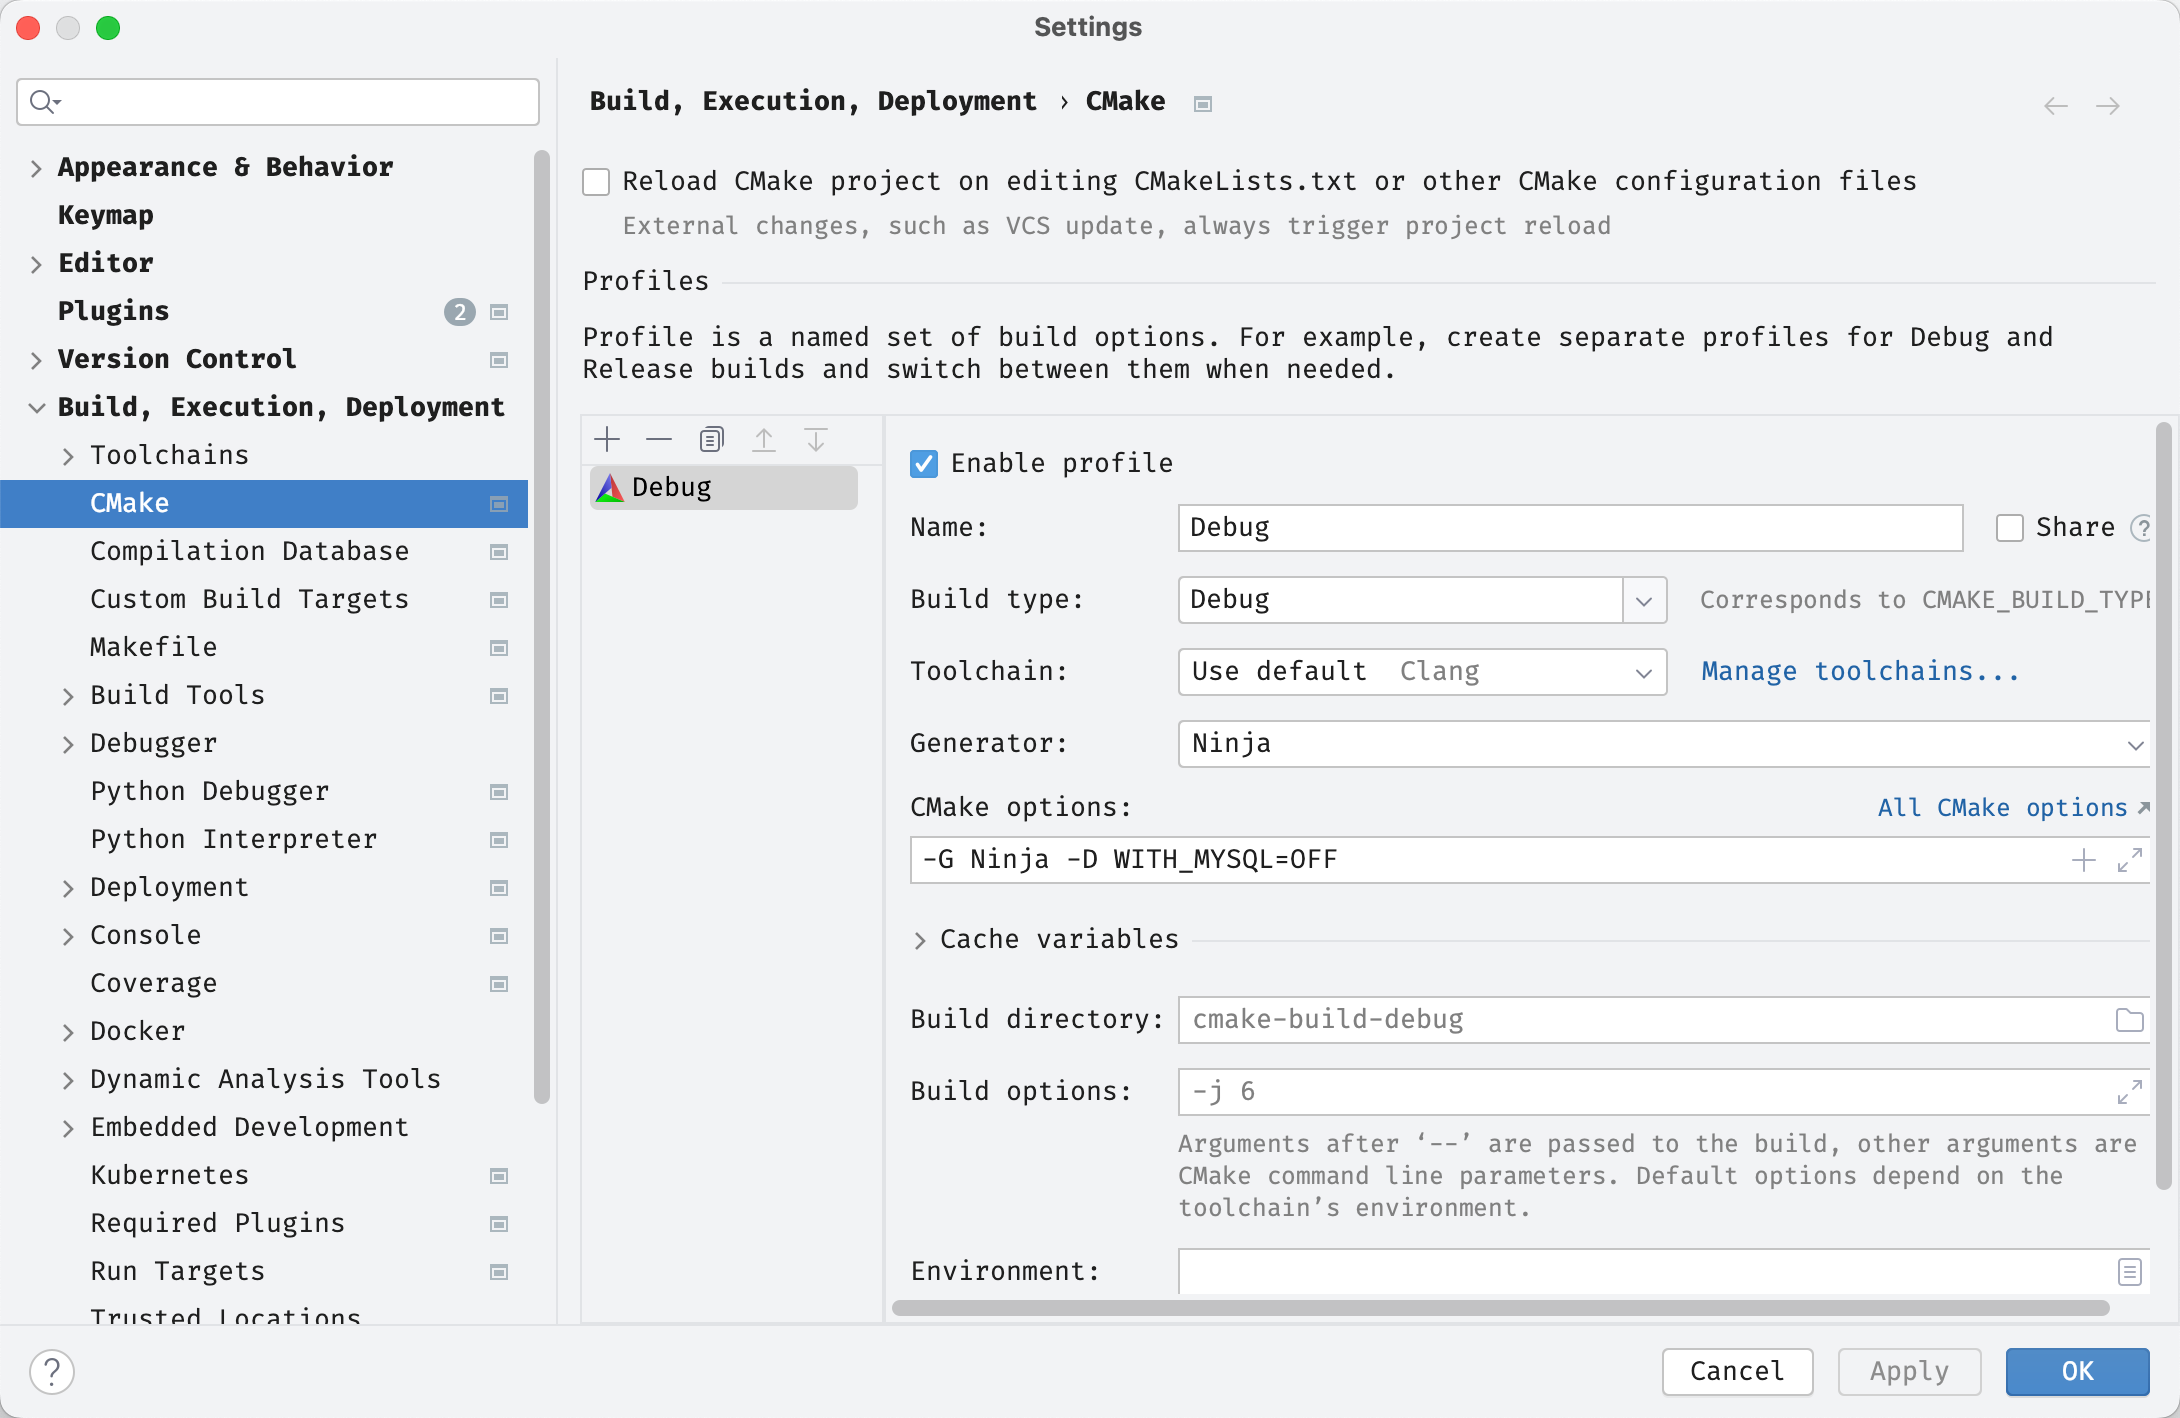 Settings
Appearance & Behavior
Keymap
Editor
Plugins 2
Version Control
Build, Execution, Deployment
Toolchains
CMake
Compilation Database
Custom Build Targets
Makefile
Build Tools
Debugger
Python Debugger
Python Interpreter
Deployment
Console
Coverage
Docker
Dynamic Analysis Tools
Embedded Development
Kubernetes
Required Plugins
Run Targets
Trusted Locations
Build, Execution, Deployment › CMake
Reload CMake project on editing CMakeLists.txt or other CMake configuration files
External changes, such as VCS update, always trigger project reload
Profiles
Profile is a named set of build options. For example, create separate profiles for Debug and
Release builds and switch between them when needed.
Debug
Enable profile
Name: Debug Share ?
Build type: Debug Corresponds to CMAKE_BUILD_TYPE
Toolchain: Use default Clang Manage toolchains...
Generator: Ninja
CMake options: All CMake options
-G Ninja -D WITH_MYSQL=OFF
Cache variables
Build directory: cmake-build-debug
Build options: -j 6
Arguments after ‘--’ are passed to the build, other arguments are
CMake command line parameters. Default options depend on the
toolchain’s environment.
Environment:
? Cancel Apply OK